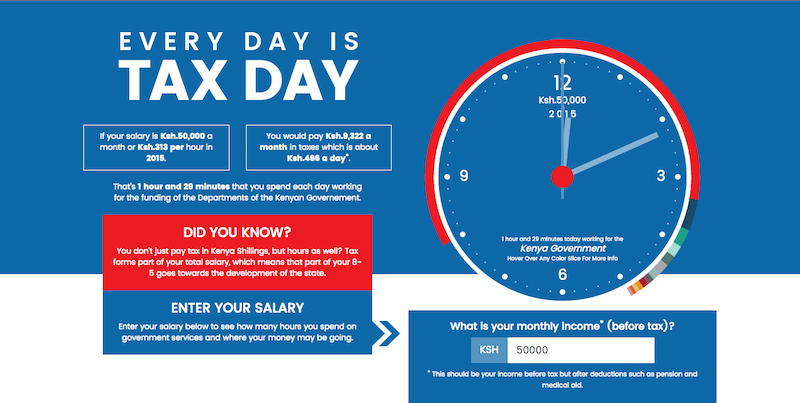 EVERY DAY IS
TAX DAY
If your salary is Ksh.50,000 a
month or Ksh.313 per hour in
2015.
You would pay Ksh.9,322 a
month in taxes which is about
Ksh.466 a day*.
That's 1 hour and 29 minutes that you spend each day working
for the funding of the Departments of the Kenyan Governement.
DID YOU KNOW?
You don't just pay tax in Kenya Shillings, but hours as well? Tax
forms part of your total salary, which means that part of your 8-
5 goes towards the development of the state.
ENTER YOUR SALARY
Enter your salary below to see how many hours you spend on
government services and where your money may be going.
12
Ksh.50,000
2015
9
3
1 hour and 29 minutes today working for the
Kenya Government
Hover Over Any Color Slice For More Info
6
What is your monthly income* (before tax)?
KSH
50000
* This should be your income before tax but after deductions such as pension and
medical aid.